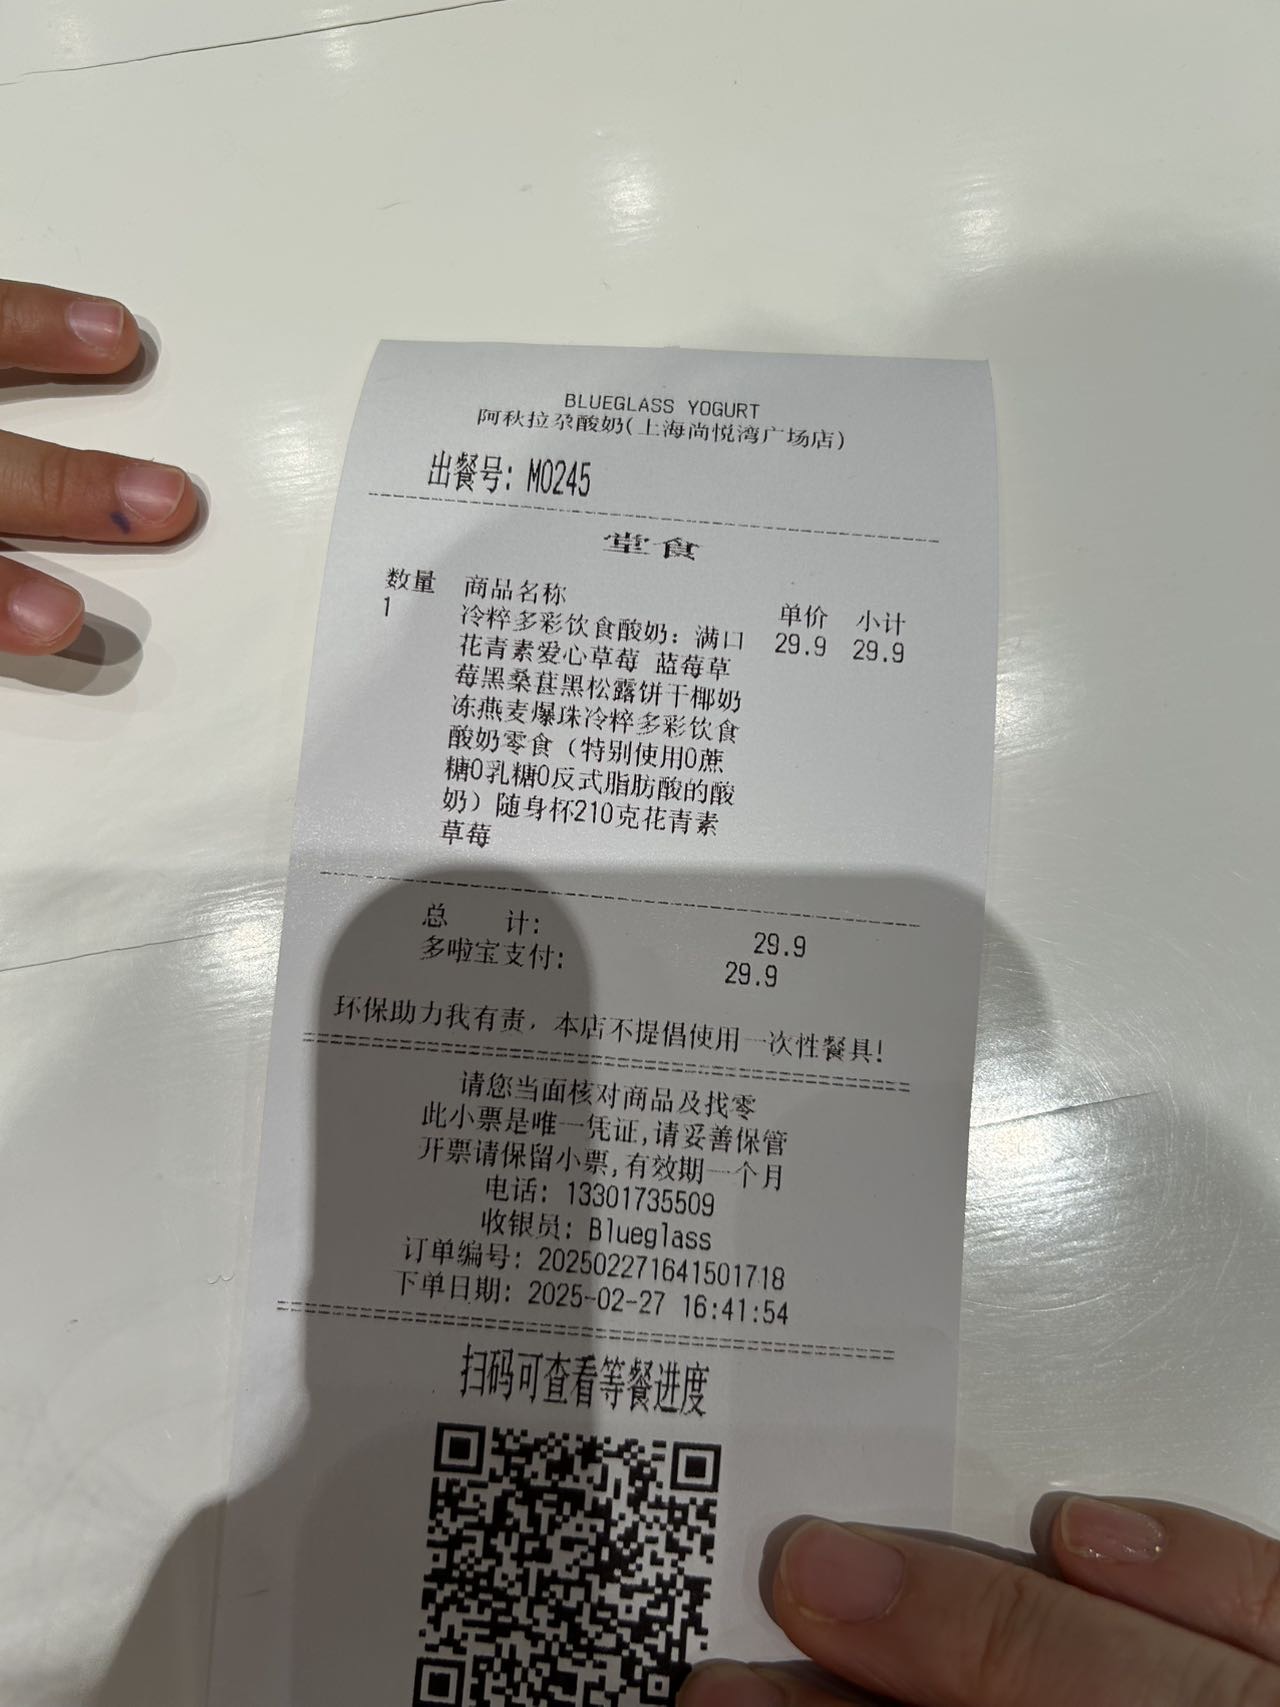 BLUEGLASS YOGURT
阿秋拉尕酸奶(上海尚悦湾广场店)
出餐号: M0245
堂食
数量 商品名称 单价 小计
1 冷粹多彩饮食酸奶: 满口 29.9 29.9
花青素爱心草莓 蓝莓草
莓黑桑葚黑松露饼干椰奶
冻燕麦爆珠冷粹多彩饮食
酸奶零食 (特别使用0蔗
糖0乳糖0反式脂肪酸的酸
奶) 随身杯210克花青素
草莓
总 计: 29.9
多啦宝支付: 29.9
环保助力我有责, 本店不提倡使用一次性餐具!
请您当面核对商品及找零
此小票是唯一凭证,请妥善保管
开票请保留小票,有效期一个月
电话: 13301735509
收银员: Blueglass
订单编号: 202502271641501718
下单日期: 2025-02-27 16:41:54
扫码可查看等餐进度